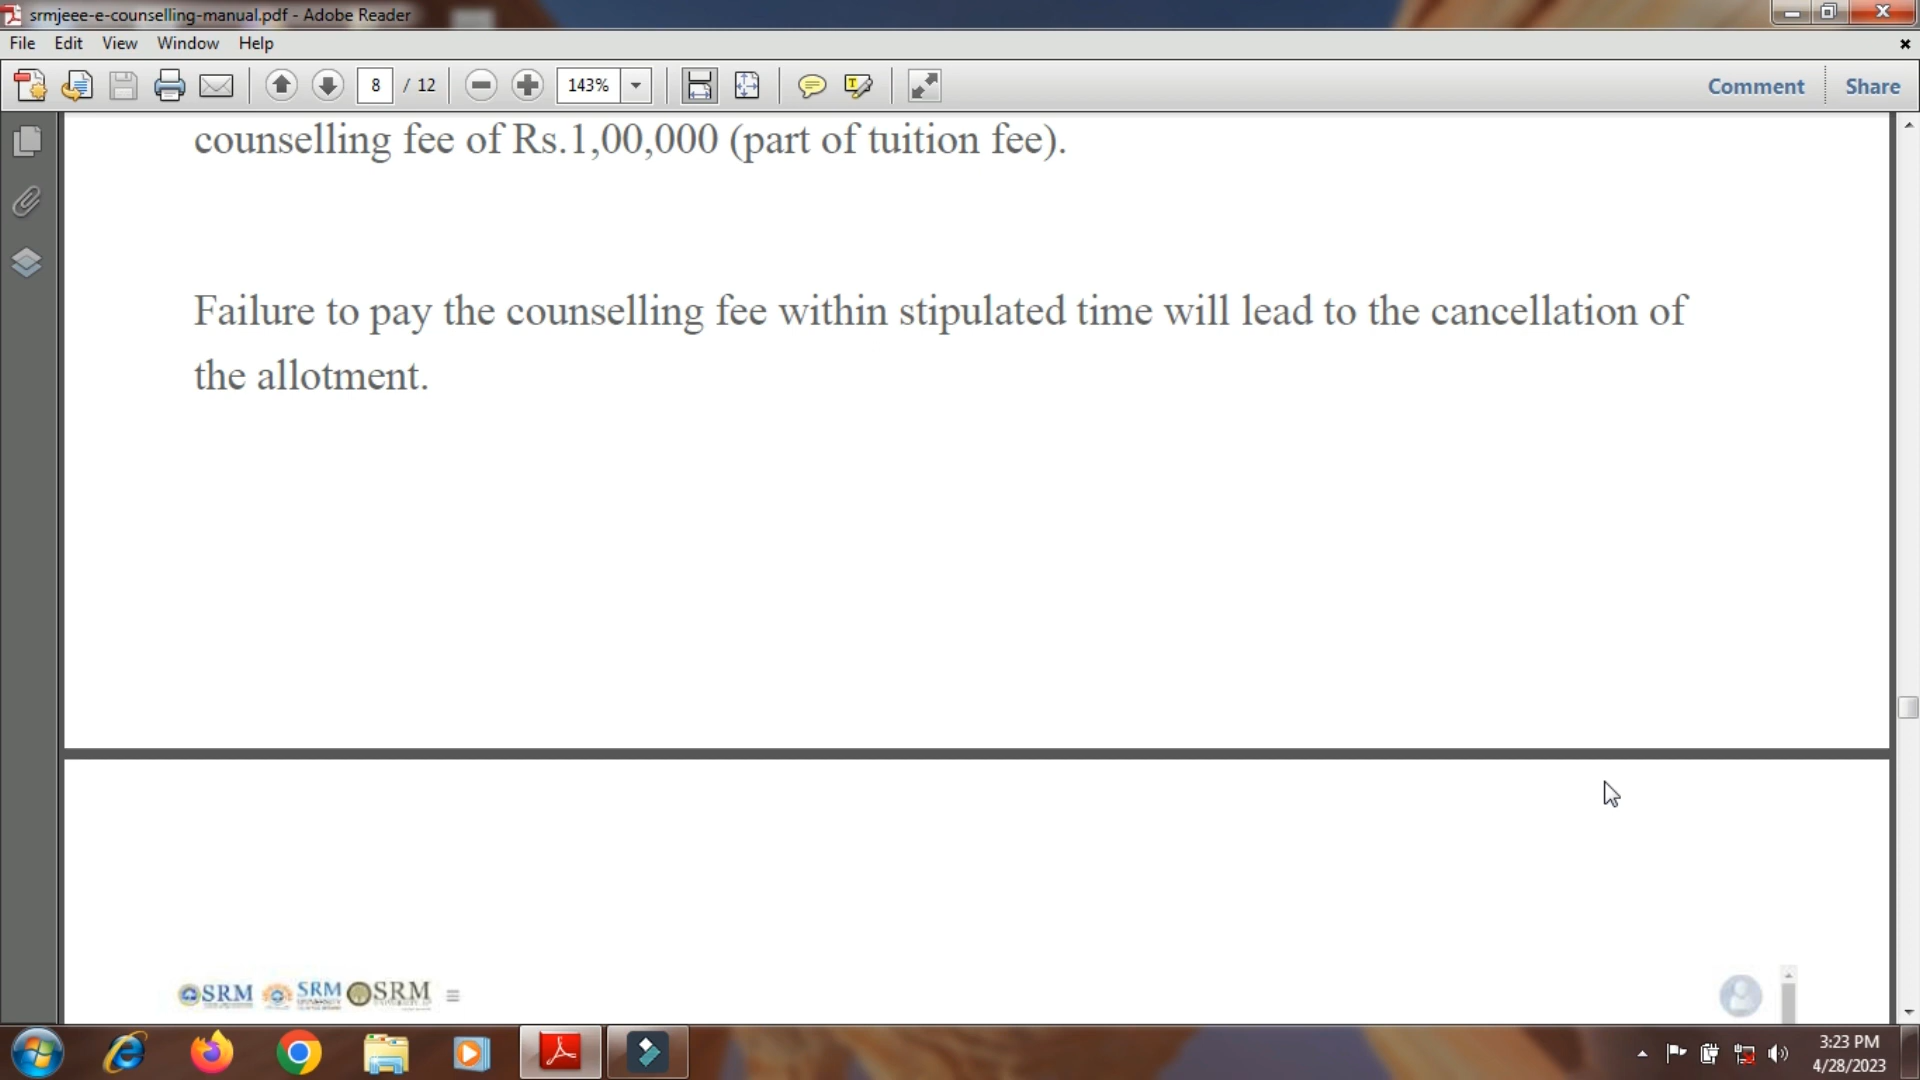 srmjeee-e-counselling-manual.pdf - Adobe Reader
File Edit View Window Help
8 / 12 143% Comment Share
counselling fee of Rs.1,00,000 (part of tuition fee).
Failure to pay the counselling fee within stipulated time will lead to the cancellation of
the allotment.
SRM SRM SRM
3:23 PM
4/28/2023